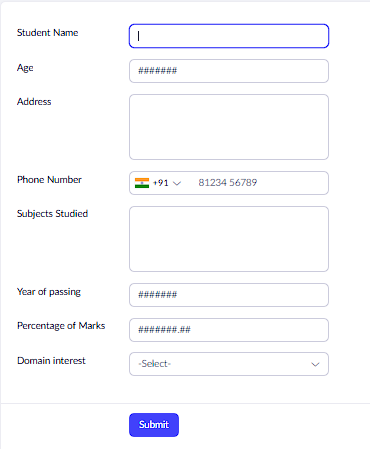 Student Name
Age
#######
Address
Phone Number
+91 81234 56789
Subjects Studied
Year of passing
#######
Percentage of Marks
#######.##
Domain interest
-Select-
Submit